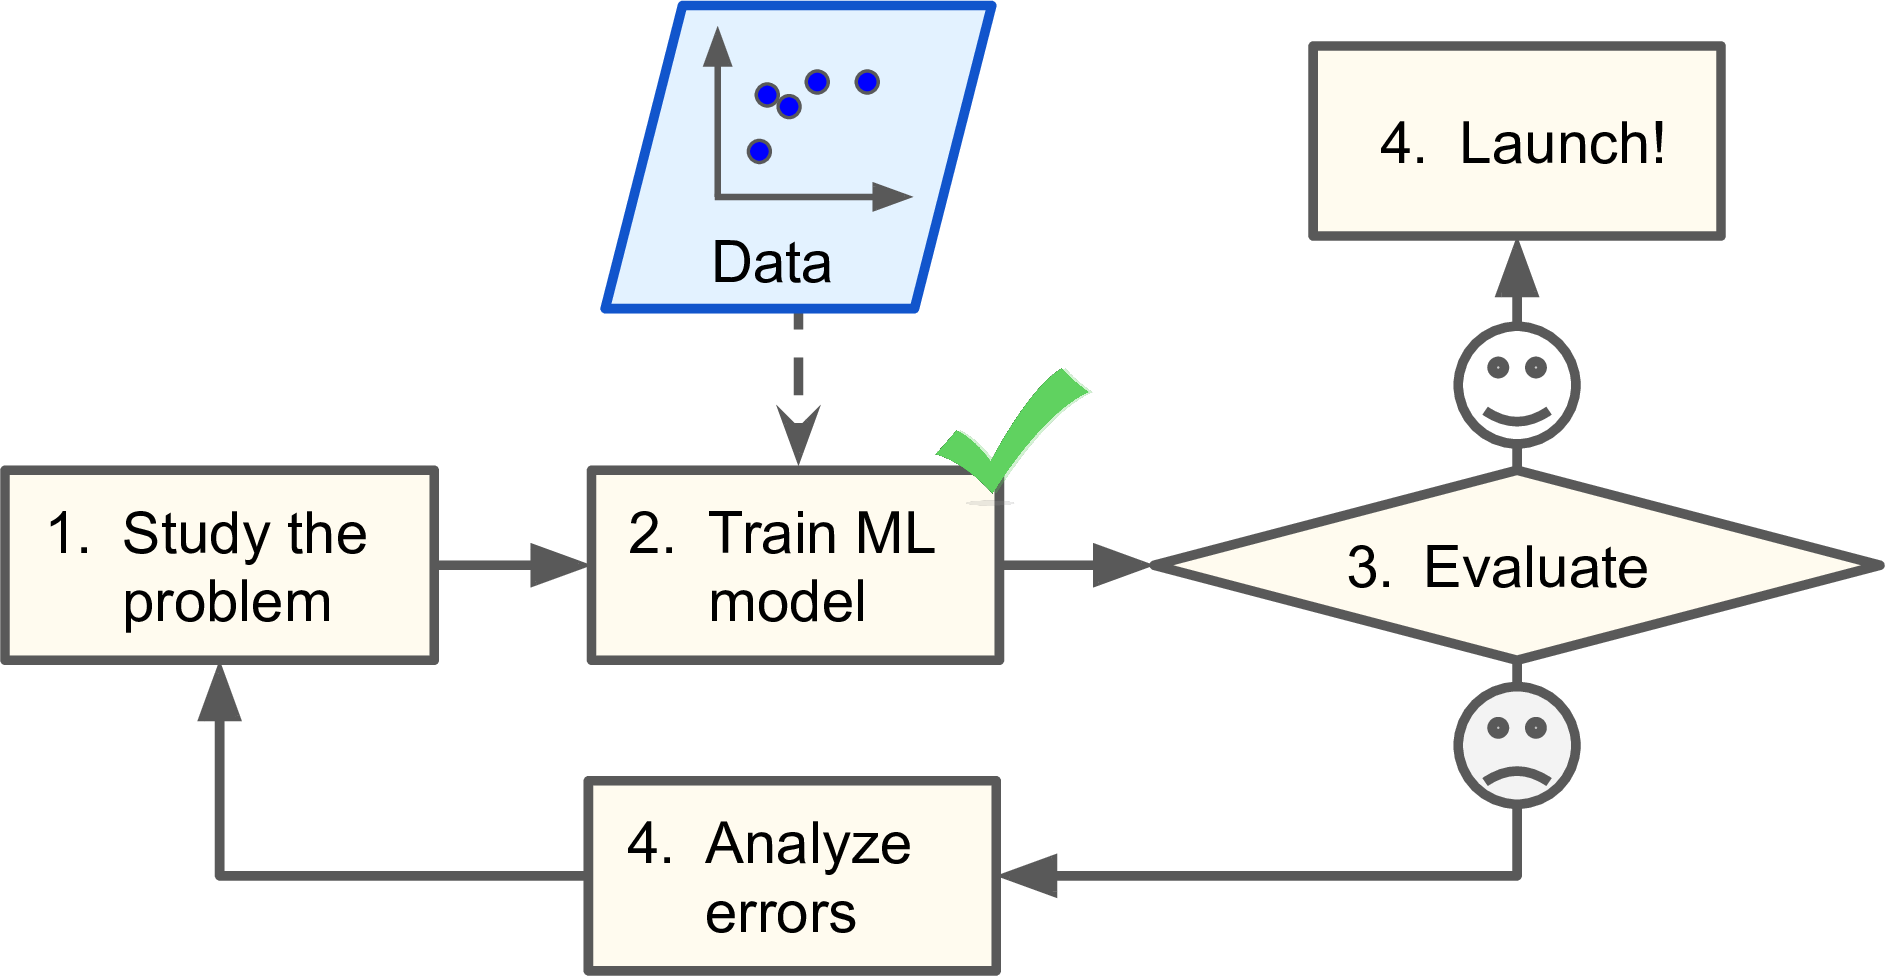 Data
4. Launch!
1. Study the
problem
2. Train ML
model
3. Evaluate
4. Analyze
errors